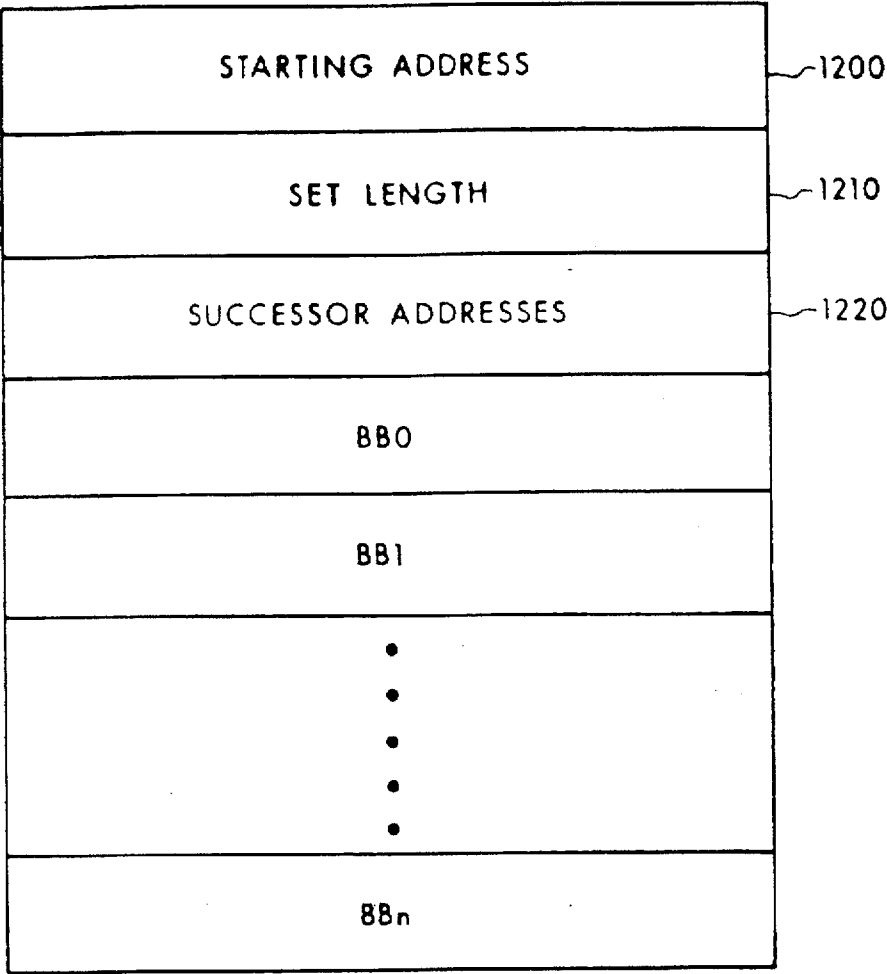 STARTING ADDRESS 1200
SET LENGTH 1210
SUCCESSOR ADDRESSES 1220
BB0
BB1
BBn